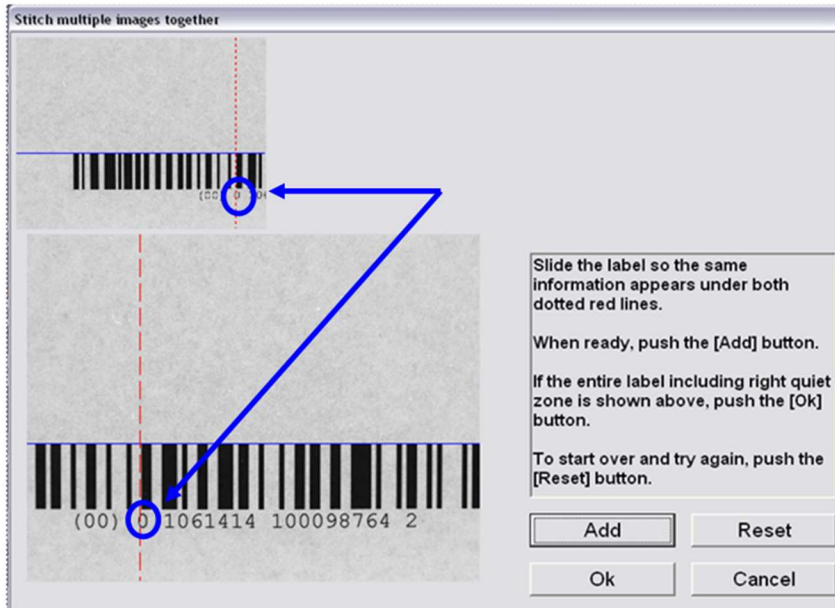 Stitch multiple images together
(00) 0 106
(00) 0 1061414 100098764 2
Slide the label so the same
information appears under both
dotted red lines.
When ready, push the [Add] button.
If the entire label including right quiet
zone is shown above, push the [Ok]
button.
To start over and try again, push the
[Reset] button.
Add
Reset
Ok
Cancel